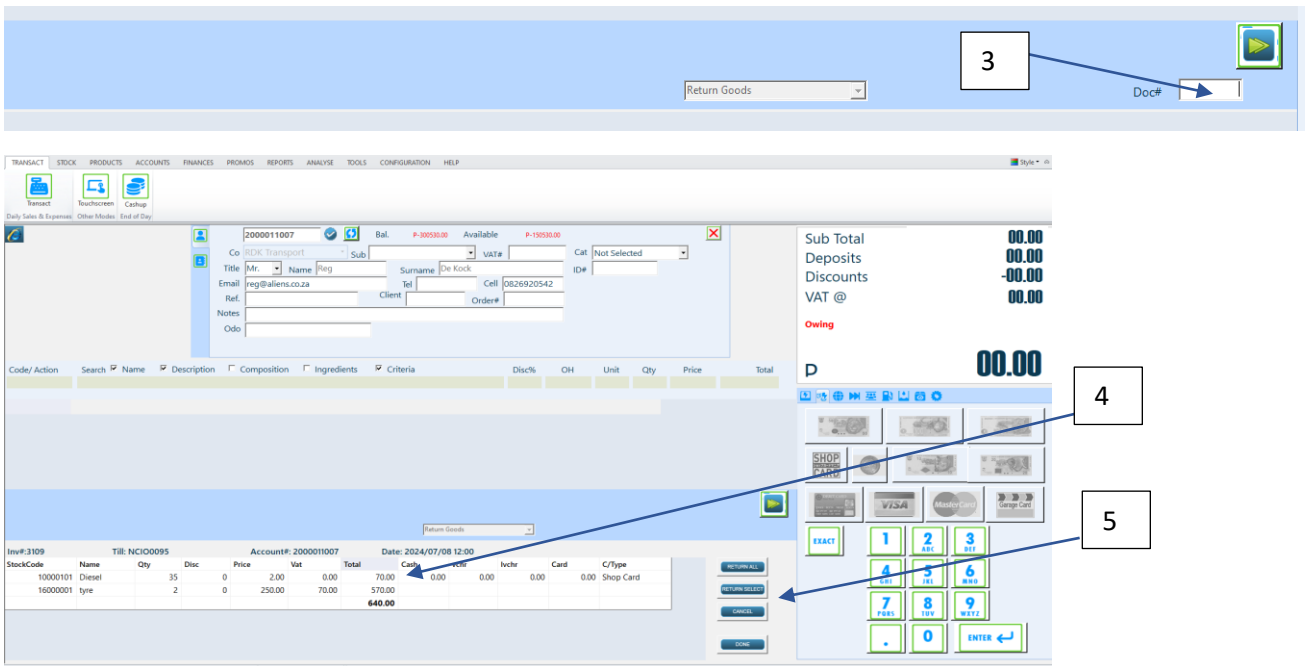 3
Return Goods
Doc#
TRANSACT STOCK PRODUCTS ACCOUNTS FINANCES PROMOS REPORTS ANALYSE TOOLS CONFIGURATION HELP
Style
Transact Touchscreen Cashup
Daily Sales & Expenses Other Modes End of Day
2000011007 Bal. P-300530.00 Available P-150530.00
Co RDK Transport Sub VAT# Cat Not Selected
Title Mr. Name Reg Surname De Kock ID#
Email reg@aliens.co.za Tel Cell 0826920542
Ref. Client Order#
Notes
Odo
Sub Total 00.00
Deposits 00.00
Discounts -00.00
VAT @ 00.00
Owing
P 00.00
Code/ Action Search Name Description Composition Ingredients Criteria Disc% OH Unit Qty Price Total
4
SHOP
CARD
VISA MasterCard Garage Card
5
Return Goods
EXACT 1 2 ABC 3 DEF
4 GHI 5 JKL 6 MNO
7 PQRS 8 TUV 9 WXYZ
. 0 ENTER
Inv#:3109 Till: NCIO0095 Account#: 2000011007 Date: 2024/07/08 12:00
StockCode Name Qty Disc Price Vat Total Cash Vchr lvchr Card C/Type
10000101 Diesel 35 0 2.00 0.00 70.00 0.00 0.00 0.00 0.00 Shop Card
16000001 tyre 2 0 250.00 70.00 570.00
640.00
RETURN ALL
RETURN SELECT
CANCEL
DONE